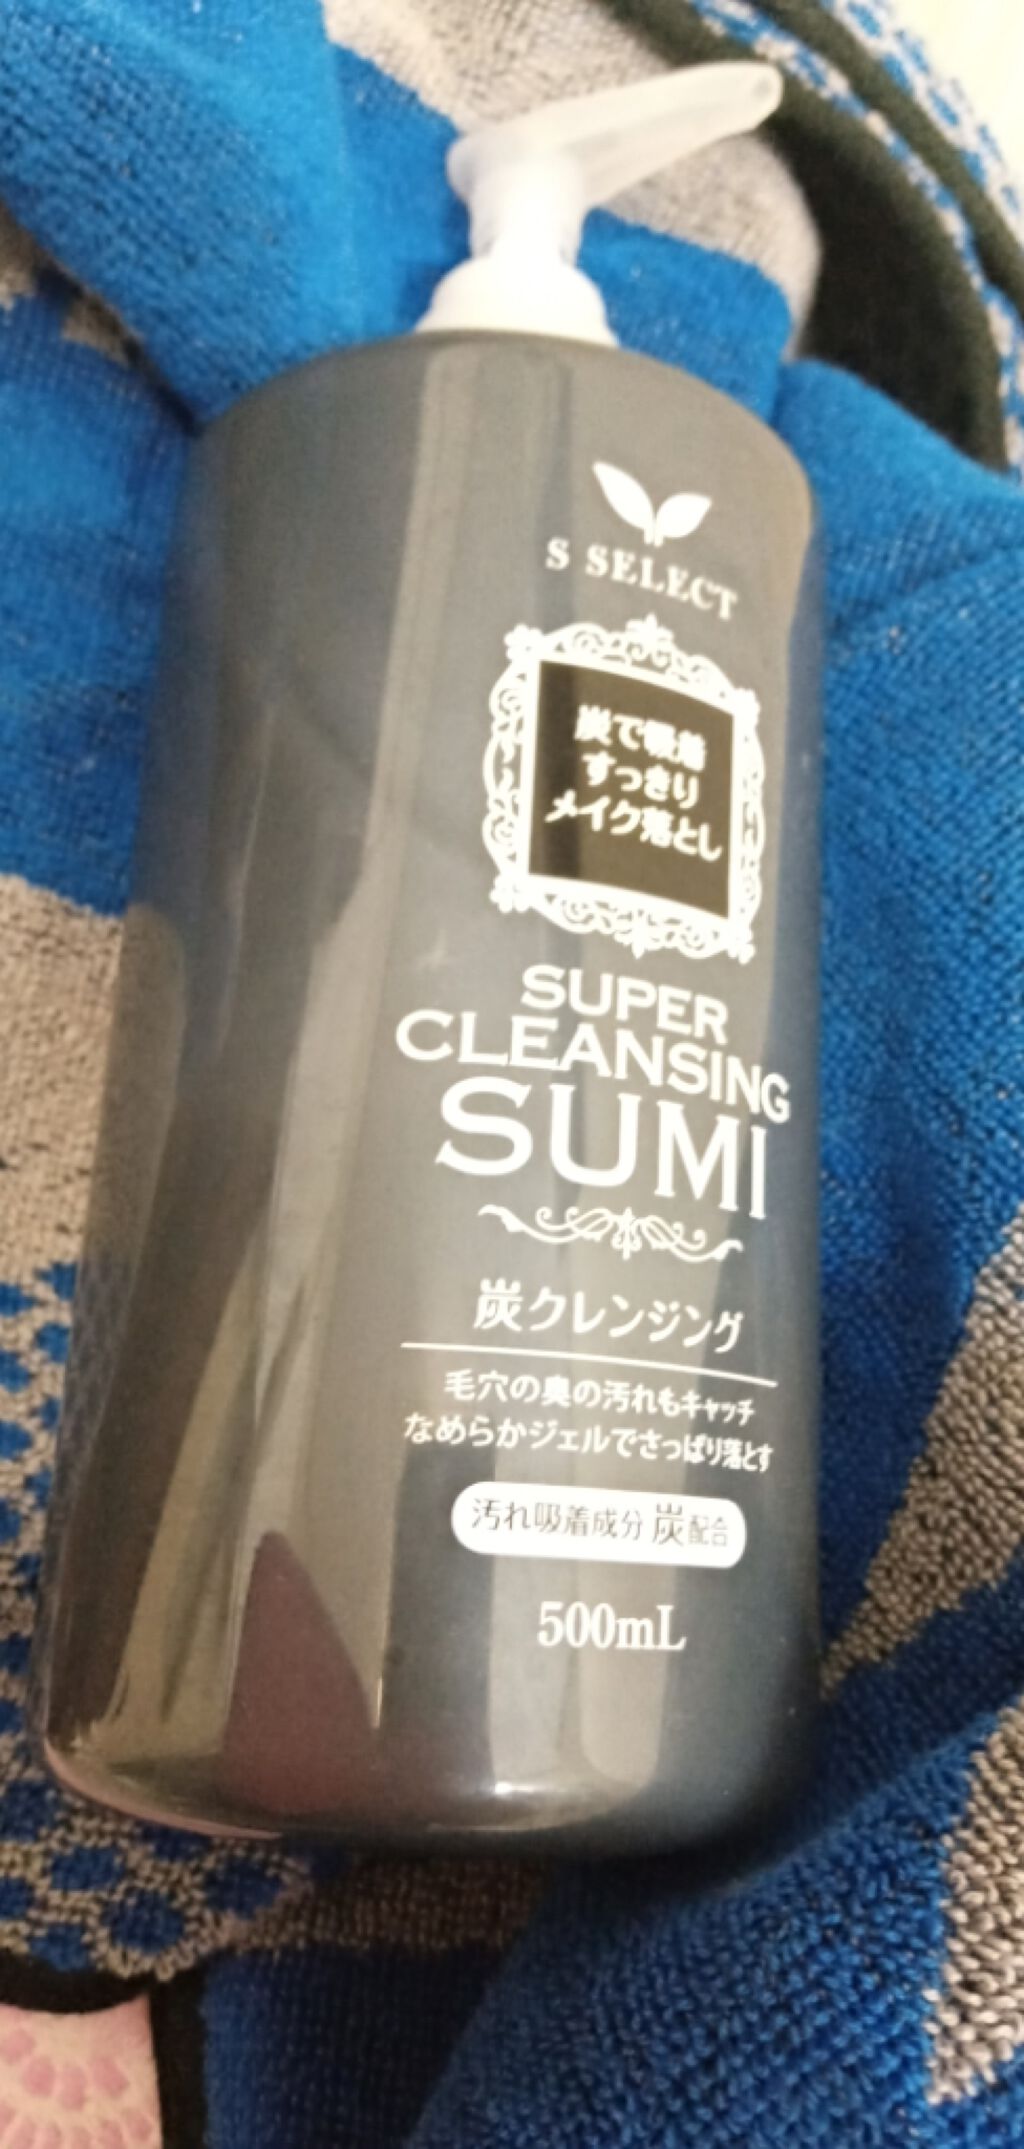 S SELECT
炭で吸着
すっきり
メイク落とし
SUPER
CLEANSING
SUMI
炭クレンジング
毛穴の奥の汚れもキャッチ
なめらかジェルでさっぱり落とす
汚れ吸着成分 炭配合
500mL